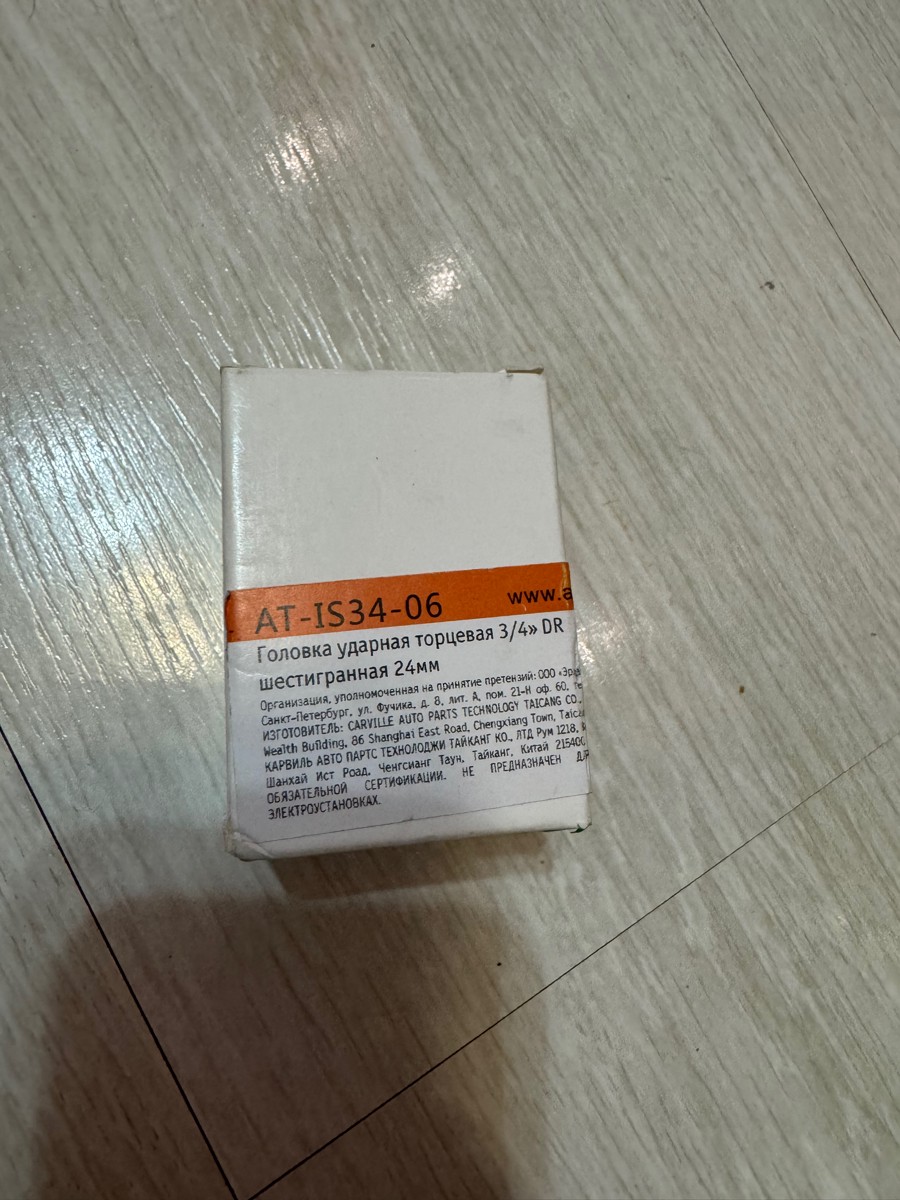 AT-IS34-06
www.a
Головка ударная торцевая 3/4» DR
шестигранная 24мм
Организация, уполномоченная на принятие претензий: ООО
Санкт-Петербург, ул. Фучика, д. 8, лит. А, пом. 21-Н оф. 60.
ИЗГОТОВИТЕЛЬ: CARVILLE AUTO PARTS TECHNOLOGY TAICANG CO.,
Wealth Building, 86 Shanghai East Road, Chengxiang Town,
КАРВИЛЬ АВТО ПАРТС ТЕХНОЛОДЖИ ТАЙКАНГ КО., ЛТД Рум 1218,
Шанхай Ист Роад, Ченгсианг Таун, Тайканг, Китай 215400
ОБЯЗАТЕЛЬНОЙ СЕРТИФИКАЦИИ. НЕ ПРЕДНАЗНАЧЕН
ЭЛЕКТРОУСТАНОВКАХ.